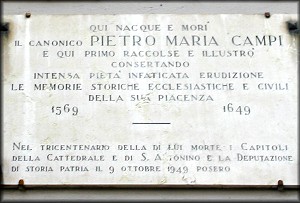 QUI NACQUE E MORÌ
IL CANONICO PIETRO MARIA CAMPI
E QUI PRIMO RACCOLSE E ILLUSTRÒ
CONSERTANDO
INTENSA PIETÀ INFATICATA ERUDIZIONE
LE MEMORIE STORICHE ECCLESIASTICHE E CIVILI
DELLA SUA PIACENZA
1569 1649
NEL TRICENTENARIO DELLA DI LUI MORTE I CAPITOLI
DELLA CATTEDRALE E DI S. ANTONINO E LA DEPUTAZIONE
DI STORIA PATRIA IL 9 OTTOBRE 1949 POSERO